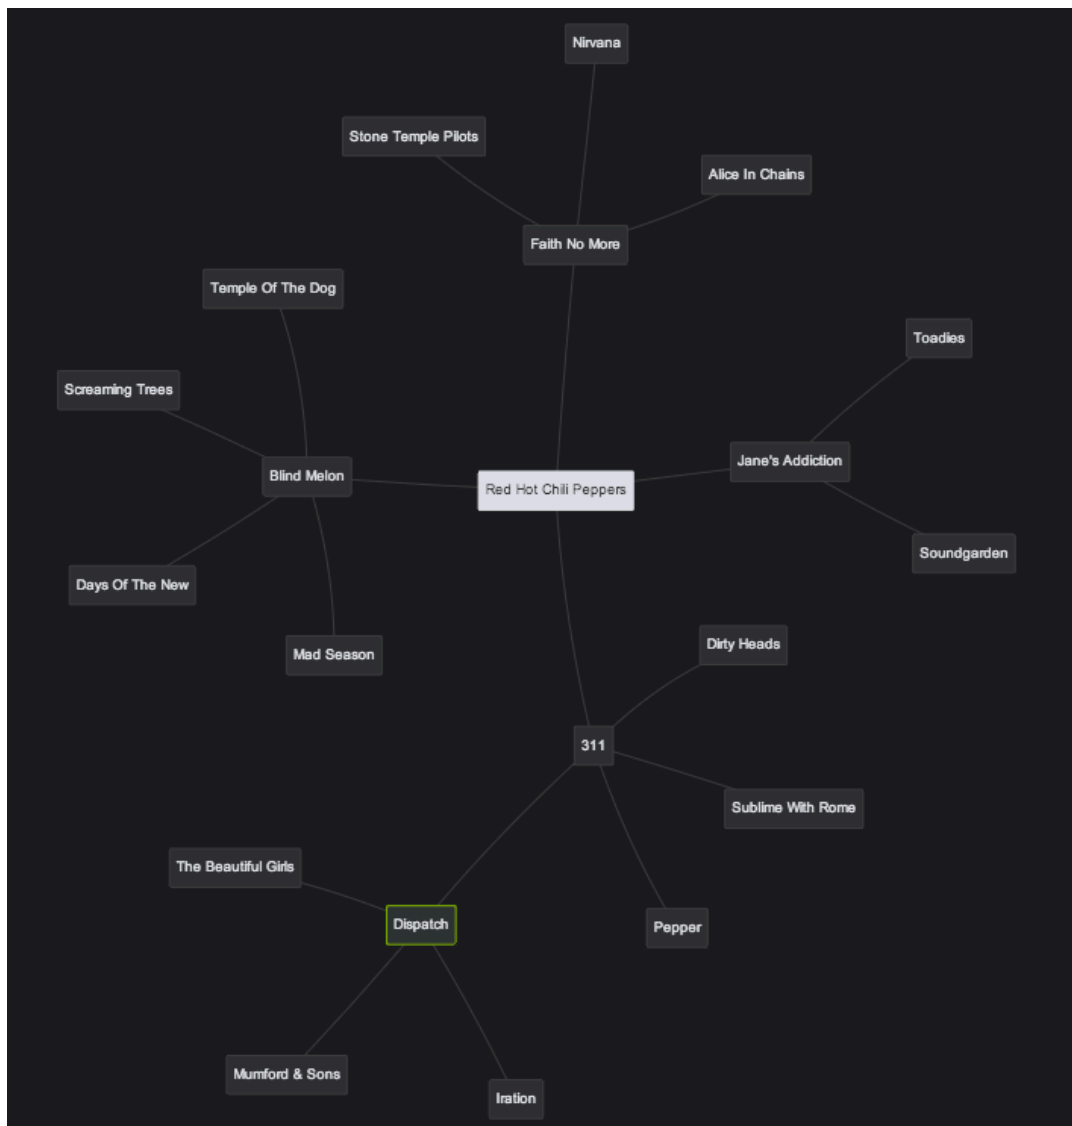 Nirvana
Stone Temple Pilots
Alice In Chains
Faith No More
Temple Of The Dog
Toadies
Screaming Trees
Jane's Addiction
Blind Melon
Red Hot Chili Peppers
Soundgarden
Days Of The New
Dirty Heads
Mad Season
311
Sublime With Rome
The Beautiful Girls
Dispatch
Pepper
Mumford & Sons
Iration